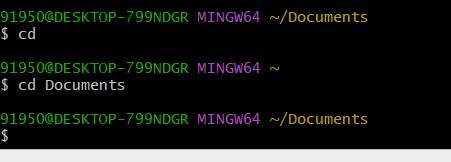 91950@DESKTOP-799NDGR MINGW64 ~/Documents
$ cd
91950@DESKTOP-799NDGR MINGW64 ~
$ cd Documents
91950@DESKTOP-799NDGR MINGW64 ~/Documents
$